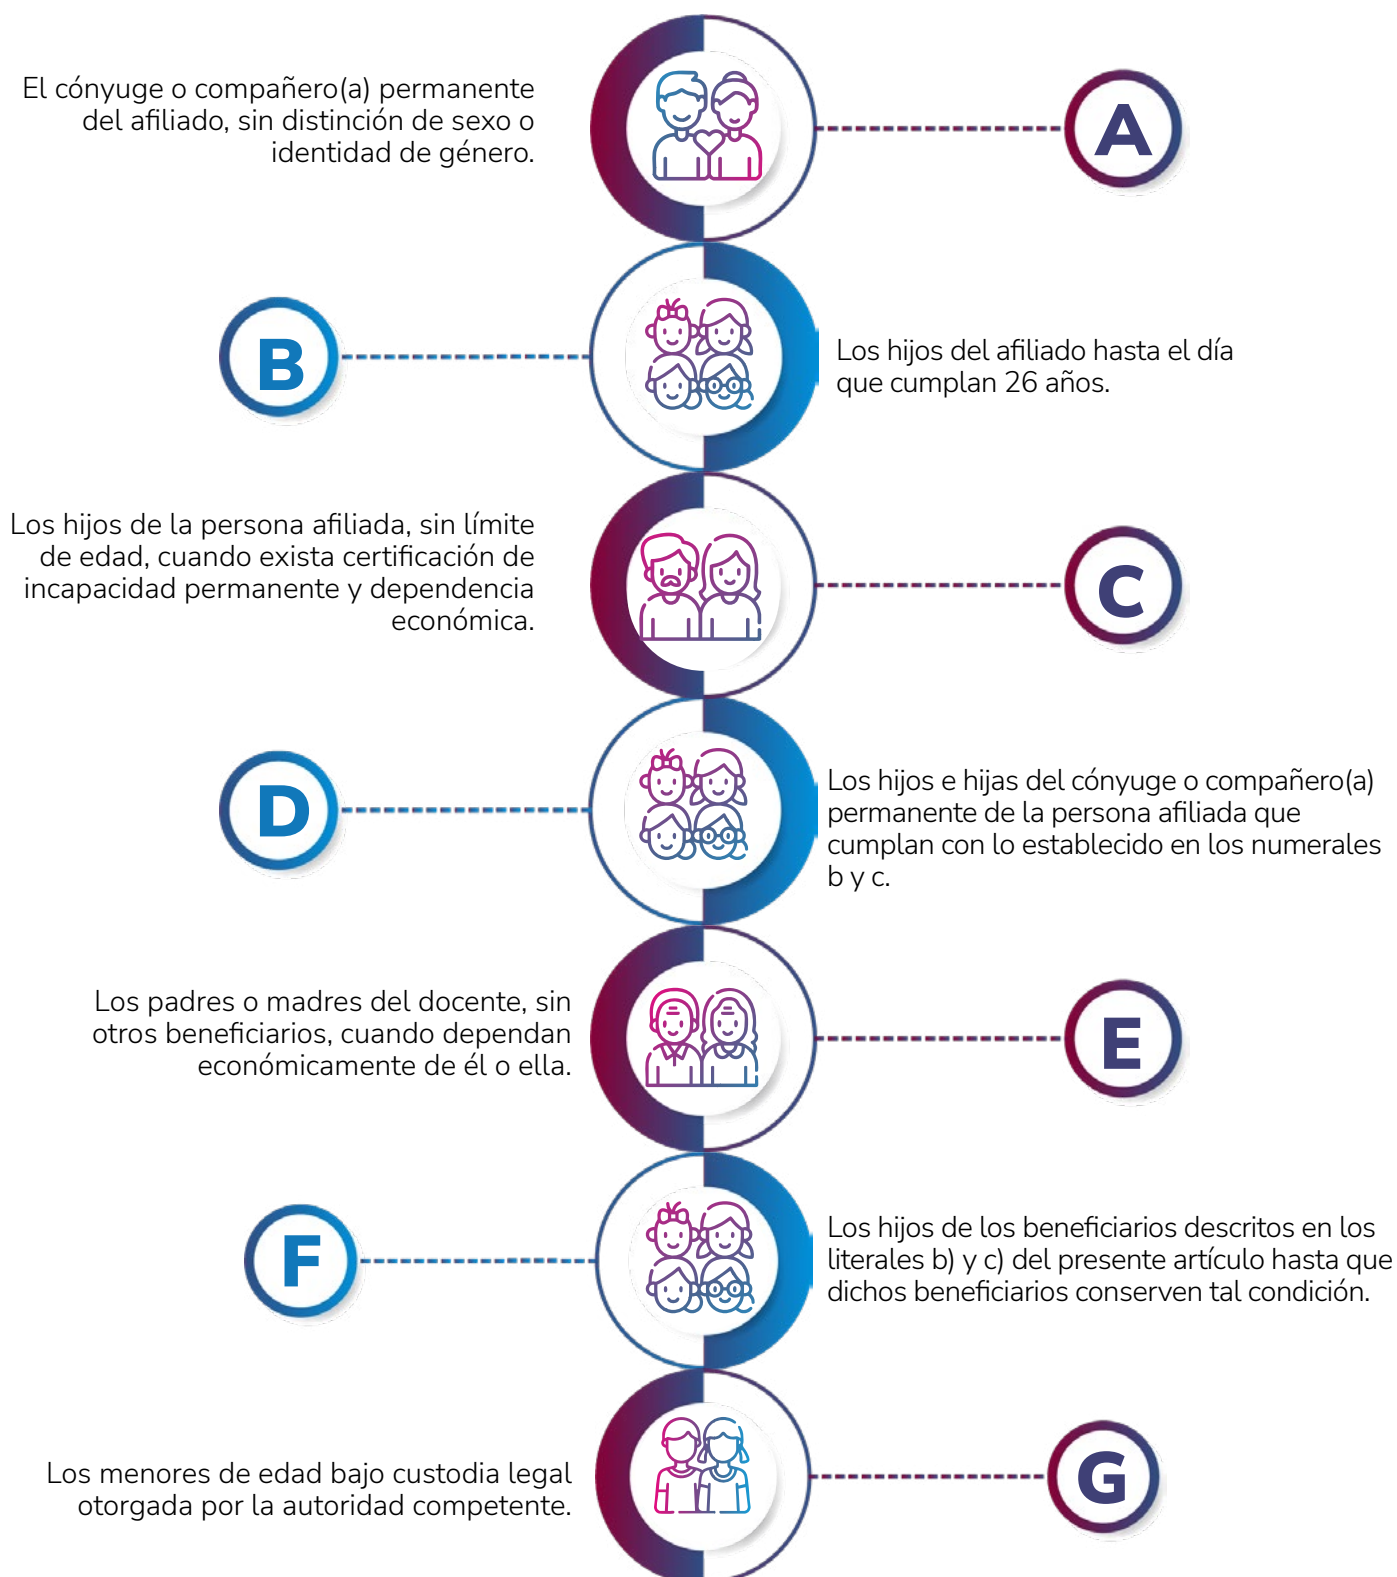 El cónyuge o compañero(a) permanente
del afiliado, sin distinción de sexo o
identidad de género.
A
B
Los hijos del afiliado hasta el día
que cumplan 26 años.
Los hijos de la persona afiliada, sin límite
de edad, cuando exista certificación de
incapacidad permanente y dependencia
económica.
C
D
Los hijos e hijas del cónyuge o compañero(a)
permanente de la persona afiliada que
cumplan con lo establecido en los numerales
b y c.
Los padres o madres del docente, sin
otros beneficiarios, cuando dependan
económicamente de él o ella.
E
F
Los hijos de los beneficiarios descritos en los
literales b) y c) del presente artículo hasta que
dichos beneficiarios conserven tal condición.
Los menores de edad bajo custodia legal
otorgada por la autoridad competente.
G